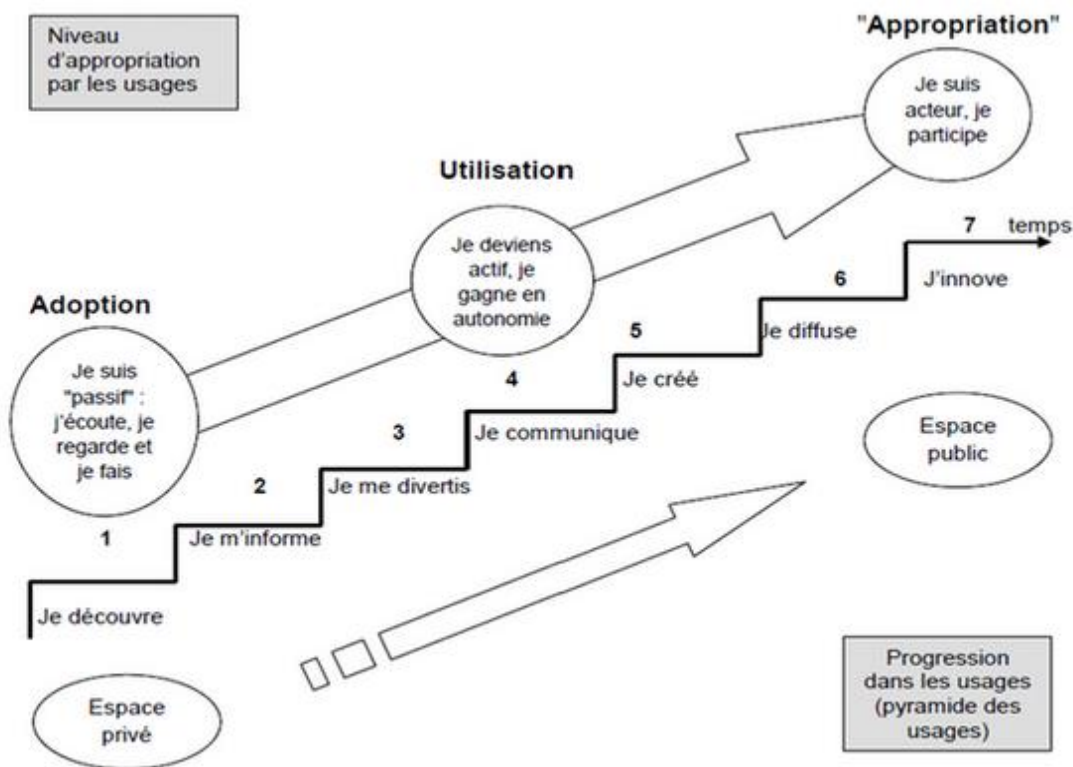 Niveau
d'appropriation
par les usages
"Appropriation"
Je suis
acteur, je
participe
Utilisation
Je deviens
actif, je
gagne en
autonomie
Adoption
Je suis
"passif" :
j'écoute, je
regarde et
je fais
7 temps
J'innove
6
Je diffuse
5
Je créé
4
Je communique
3
Je me divertis
2
Je m'informe
1
Je découvre
Espace
public
Espace
privé
Progression
dans les usages
(pyramide des
usages)